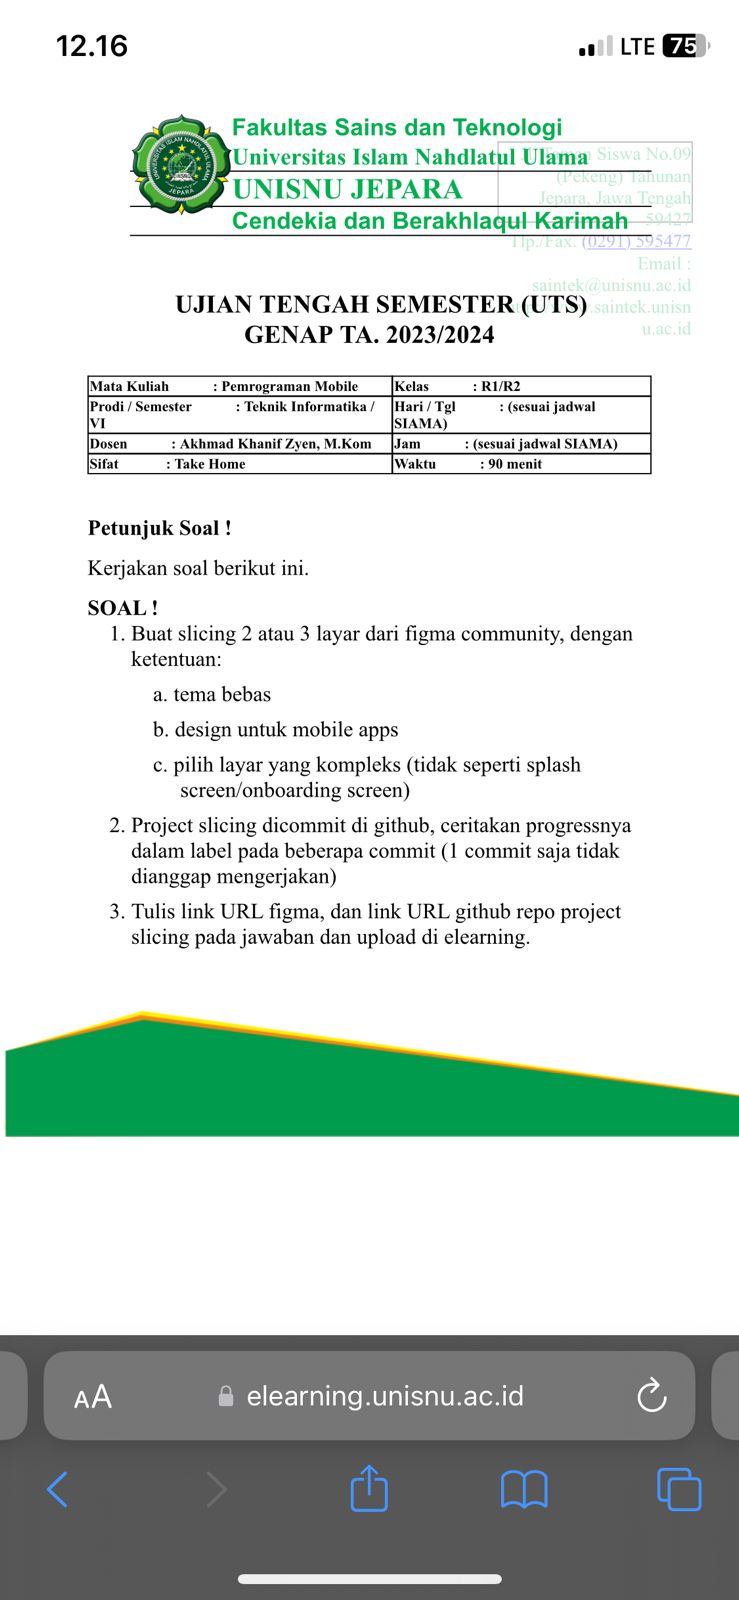 12.16
LTE 75
Fakultas Sains dan Teknologi
Universitas Islam Nahdlatul Ulama
UNISNU JEPARA
Cendekia dan Berakhlaqul Karimah
Siswa No.09
(Pekeng) Tahunan
Jepara, Jawa Tengah
59427
Tlp./Fax. (0291) 595477
Email :
saintek@unisnu.ac.id
.saintek.unisn
u.ac.id
UJIAN TENGAH SEMESTER (UTS)
GENAP TA. 2023/2024
Mata Kuliah : Pemrograman Mobile Kelas : R1/R2
Prodi / Semester : Teknik Informatika / Hari / Tgl : (sesuai jadwal
VI SIAMA)
Dosen : Akhmad Khanif Zyen, M.Kom Jam : (sesuai jadwal SIAMA)
Sifat : Take Home Waktu : 90 menit
Petunjuk Soal !
Kerjakan soal berikut ini.
SOAL !
1. Buat slicing 2 atau 3 layar dari figma community, dengan
ketentuan:
a. tema bebas
b. design untuk mobile apps
c. pilih layar yang kompleks (tidak seperti splash
screen/onboarding screen)
2. Project slicing dicommit di github, ceritakan progressnya
dalam label pada beberapa commit (1 commit saja tidak
dianggap mengerjakan)
3. Tulis link URL figma, dan link URL github repo project
slicing pada jawaban dan upload di elearning.
AA elearning.unisnu.ac.id